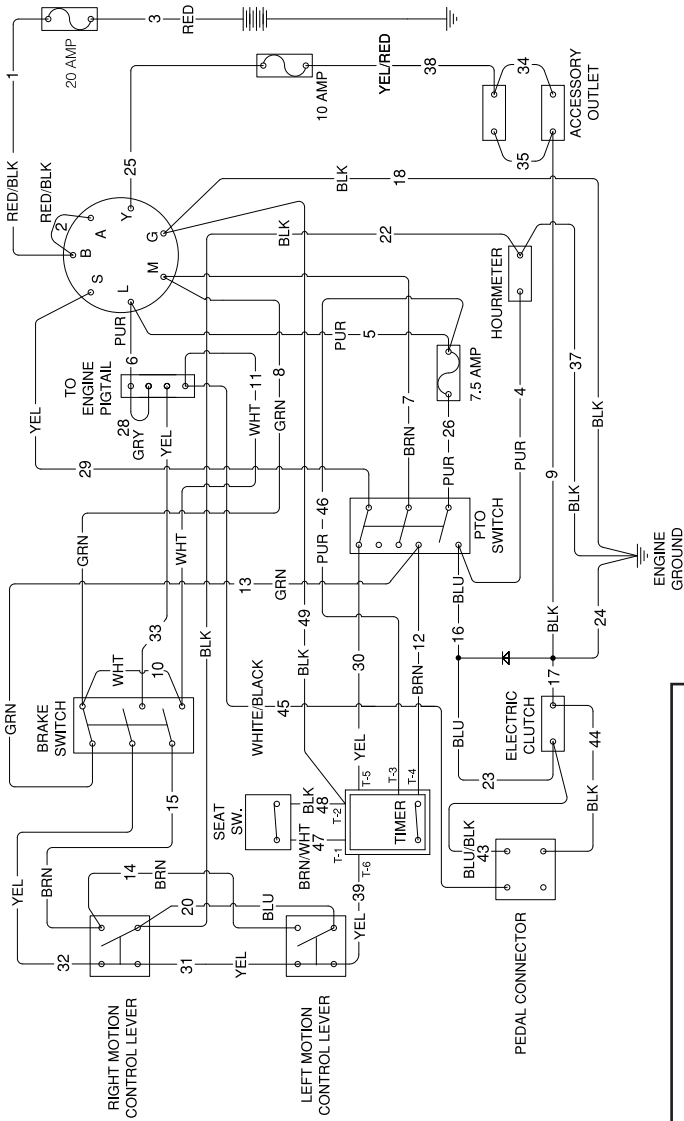 RIGHT MOTION
CONTROL LEVER
LEFT MOTION
CONTROL LEVER
PEDAL CONNECTOR
32
31
YEL
YEL
BRN
14
BRN
20
BLU
39
YEL
GRN
BRAKE
SWITCH
15
WHT
10
33
SEAT
SW.
BRN/WHT
47
BLK
48
T-1
T-2
T-6
T-5
T-3
T-4
TIMER
BLU/BLK
43
44
BLK
ELECTRIC
CLUTCH
17
23
BLU
16
BLU
WHITE/BLACK
45
BLK
49
BLK
YEL
30
BRN
12
GRN
13
GRN
WHT
YEL
29
YEL
PUR
46
PTO
SWITCH
PUR
26
BRN
7
7.5 AMP
PUR
5
GRN
8
WHT
11
GRY
28
YEL
6
PUR
TO
ENGINE
PIGTAIL
S
B
A
L
M
G
Y
RED/BLK
2
RED/BLK
1
20 AMP
3
RED
25
10 AMP
YEL/RED
38
34
35
ACCESSORY
OUTLET
BLK
18
BLK
22
HOURMETER
PUR
4
37
BLK
9
BLK
BLK
24
ENGINE
GROUND